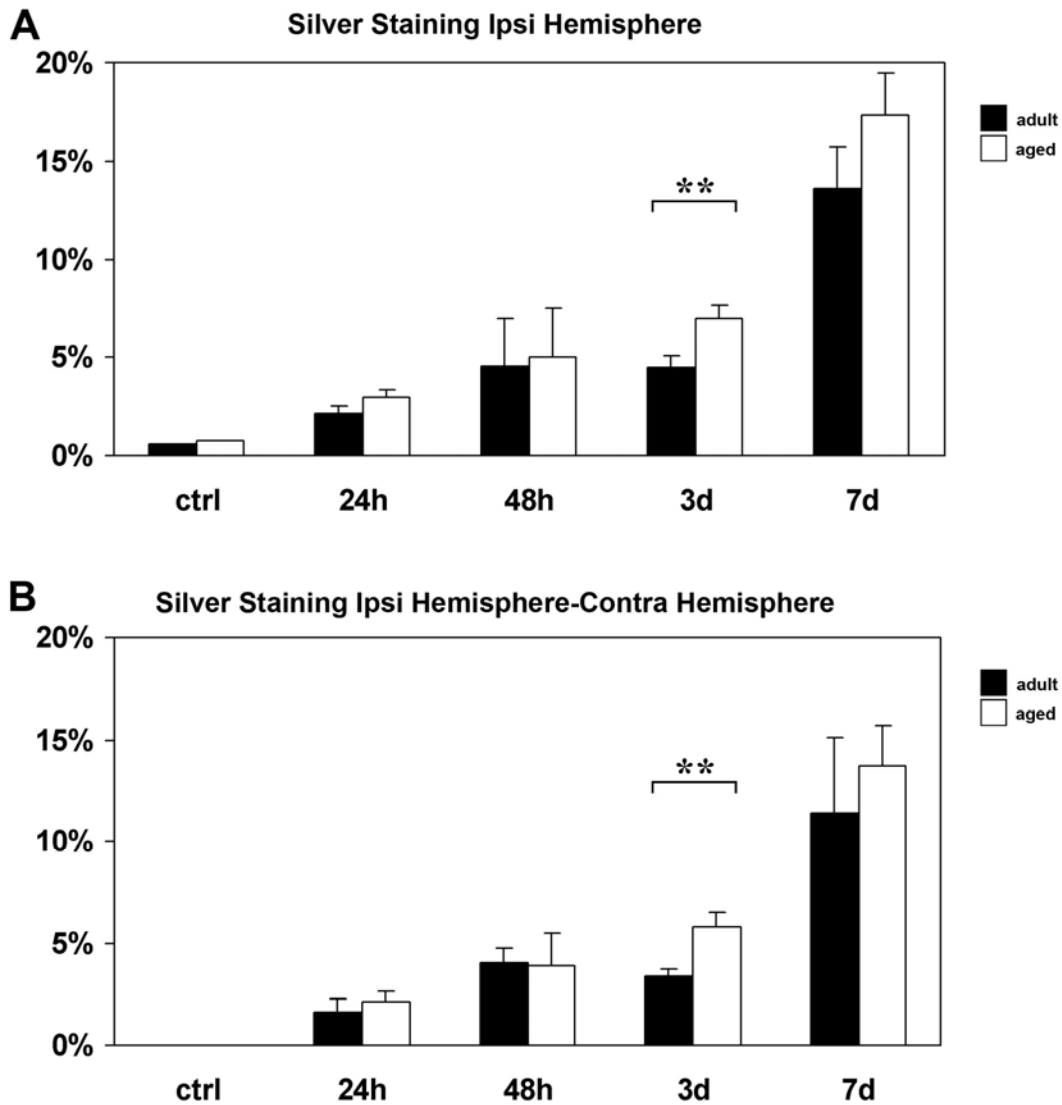 A
Silver Staining Ipsi Hemisphere
20%
15%
10%
5%
0%
**
adult
aged
ctrl 24h 48h 3d 7d
B
Silver Staining Ipsi Hemisphere-Contra Hemisphere
20%
15%
10%
5%
0%
**
adult
aged
ctrl 24h 48h 3d 7d